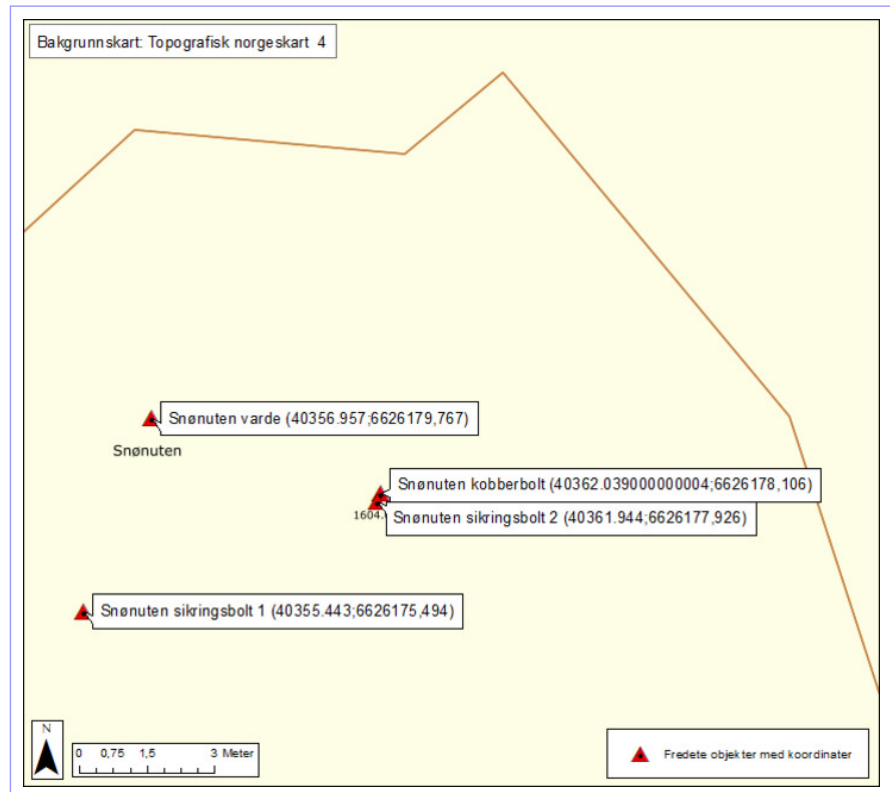 Bakgrunnskart: Topografisk norgeskart 4
Snønuten varde (40356.957;6626179,767)
Snønuten
Snønuten kobberbolt (40362.039000000004;6626178,106)
1604.
Snønuten sikringsbolt 2 (40361.944;6626177,926)
Snønuten sikringsbolt 1 (40355.443;6626175,494)
N
0 0,75 1,5 3 Meter
Fredete objekter med koordinater